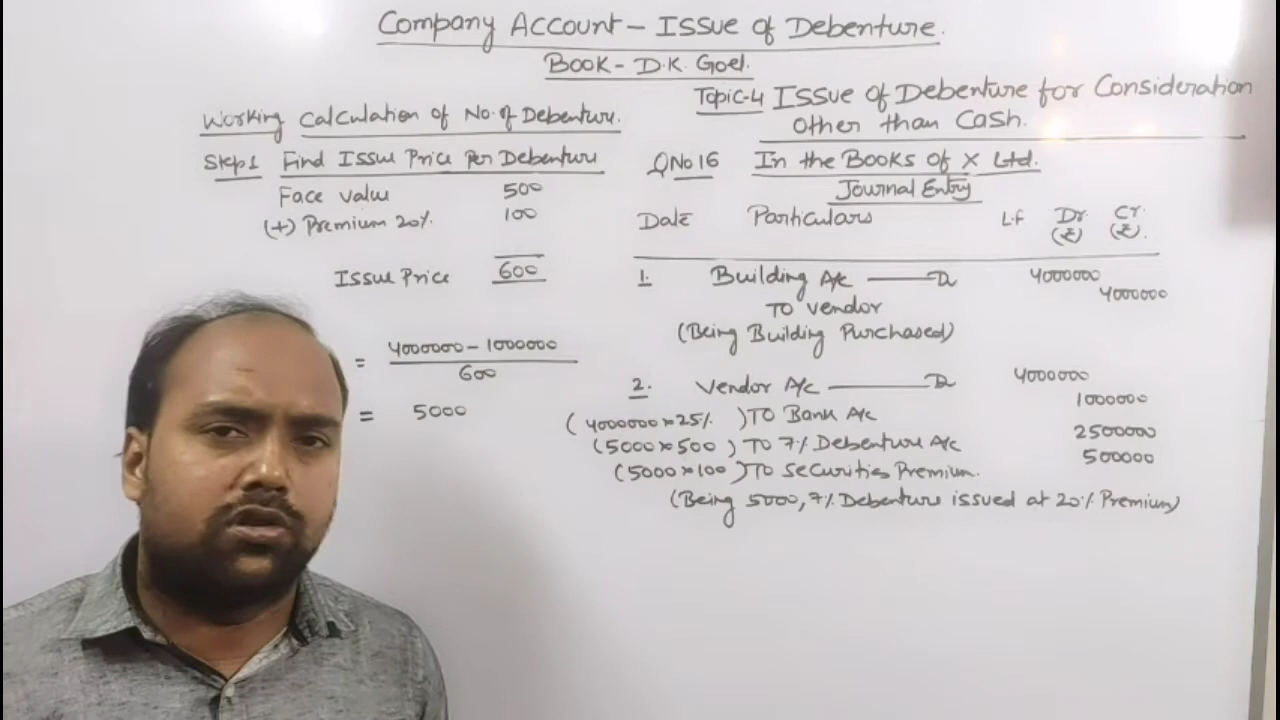 Company Account - Issue of Debenture.
Book - D.K. Goel.
Topic-4 Issue of Debenture for Consideration
Other than Cash.
Working Calculation of No. of Debenture.
Step 1 Find Issue Price Per Debenture
Face value 500
(+) Premium 20% 100
Issue Price 600
= 4000000 - 1000000
600
= 5000
QNo 16 In the Books of X Ltd.
Journal Entry
Date Particulars L.F Dr. (₹) Cr. (₹).
1. Building A/c —— Dr 4000000
To Vendor 4000000
(Being Building Purchased)
2. Vendor A/c —— Dr 4000000
(4000000×25% ) To Bank A/c 1000000
(5000×500 ) To 7% Debenture A/c 2500000
(5000×100 ) To Securities Premium. 500000
(Being 5000, 7% Debenture issued at 20% Premium)